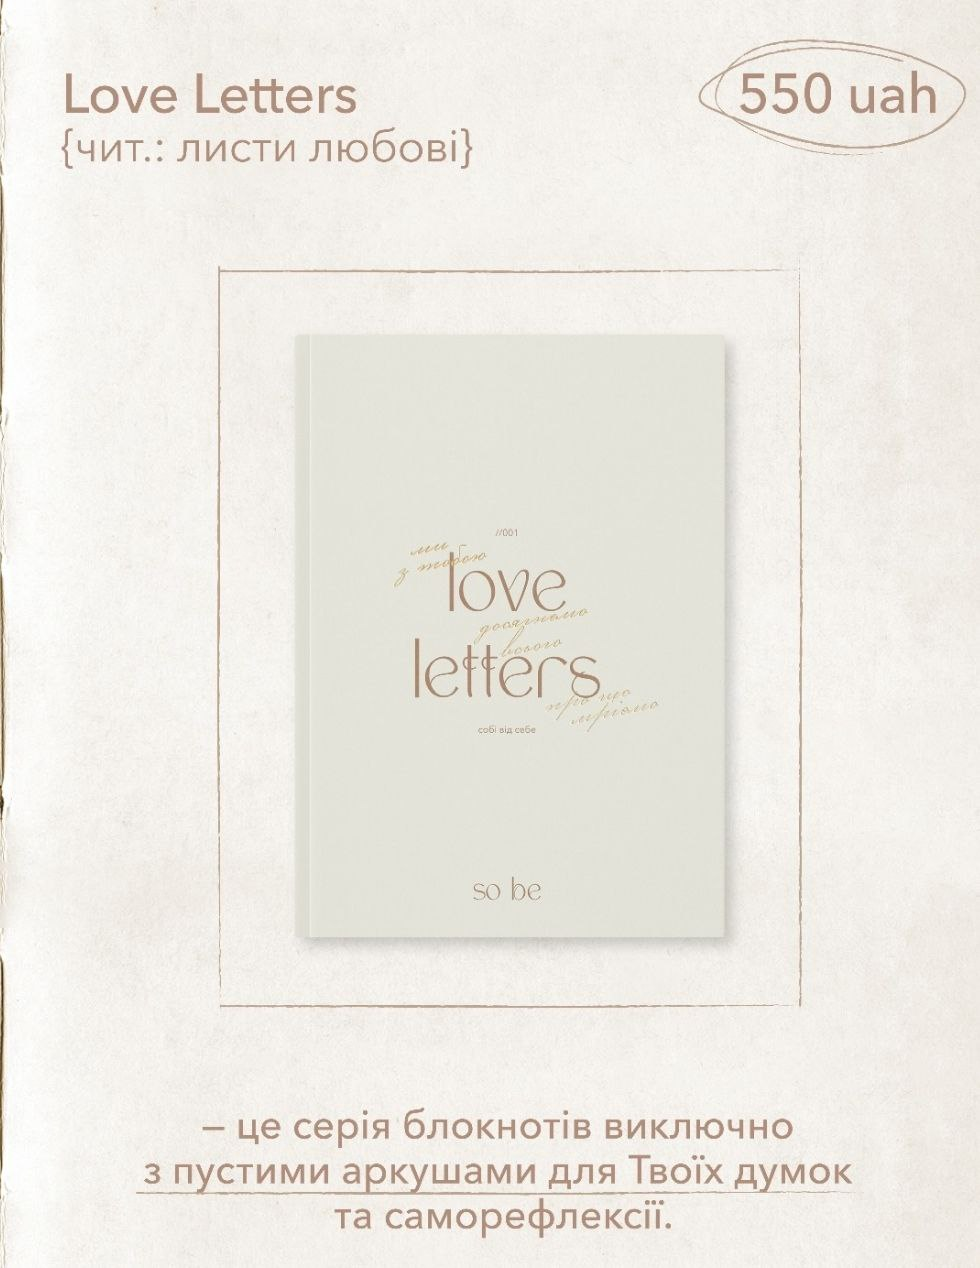 Love Letters
550 uah
{чит.: листи любові}
//001
ми
з тобою
love
досягнемо
всього
letters
про що
мріємо
собі від себе
so be
– це серія блокнотів виключно
з пустими аркушами для Твоїх думок
та саморефлексії.